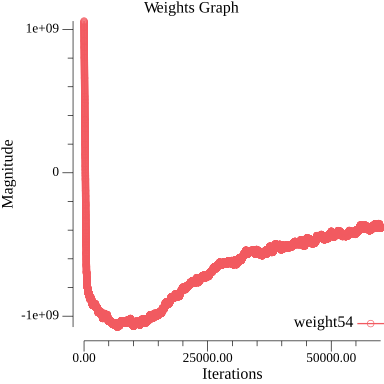 Weights Graph
1e+09
0
-1e+09
Magnitude
0.00
25000.00
50000.00
Iterations
weight54